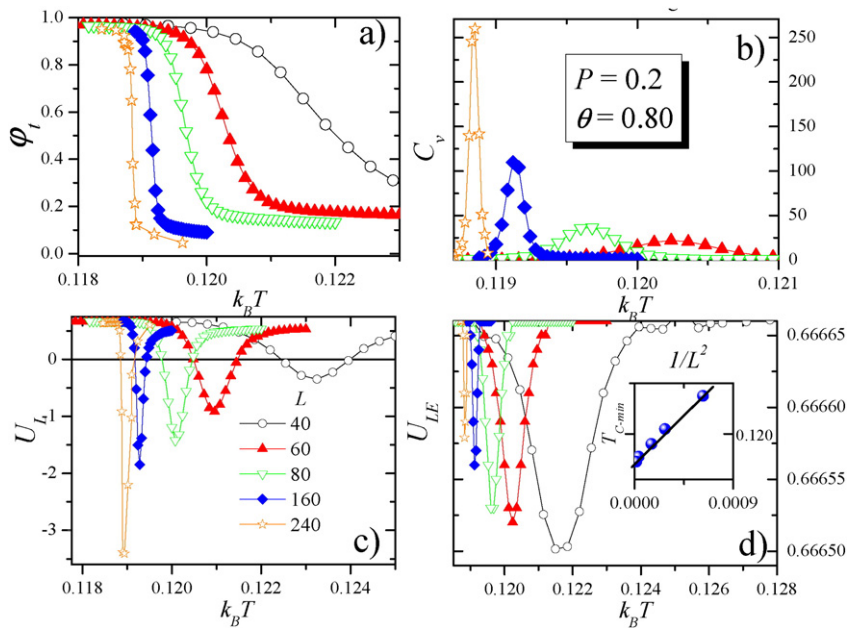 a)
φt
1.0
0.8
0.6
0.4
0.2
0.0
0.118 0.120 0.122
kBT
b)
P = 0.2
θ = 0.80
Cv
250
200
150
100
50
0
0.119 0.120 0.121
kBT
c)
UL
0
-1
-2
-3
L
40
60
80
160
240
0.118 0.120 0.122 0.124
kBT
d)
ULE
0.66665
0.66660
0.66655
0.66650
1/L²
TC-min
0.120
0.0000 0.0009
0.120 0.122 0.124 0.126 0.128
kBT